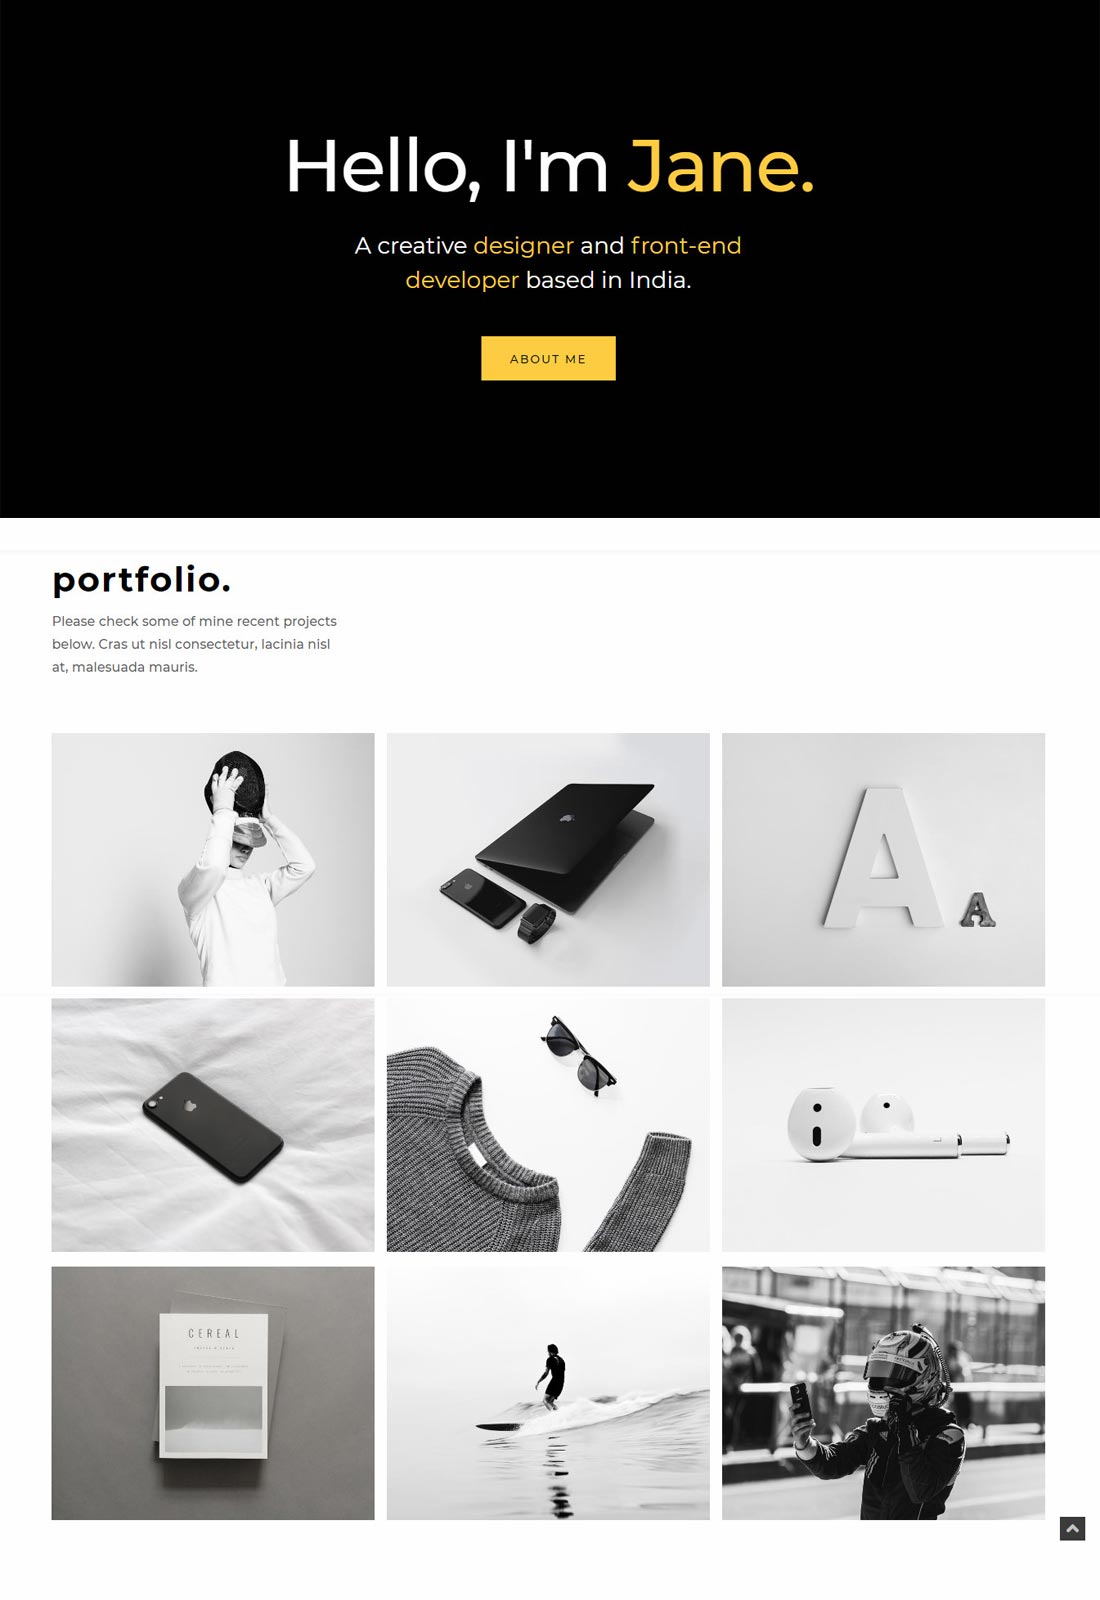 Hello, I'm Jane.
A creative designer and front-end
developer based in India.
ABOUT ME
portfolio.
Please check some of mine recent projects
below. Cras ut nisl consectetur, lacinia nisl
at, malesuada mauris.
A
A
CEREAL